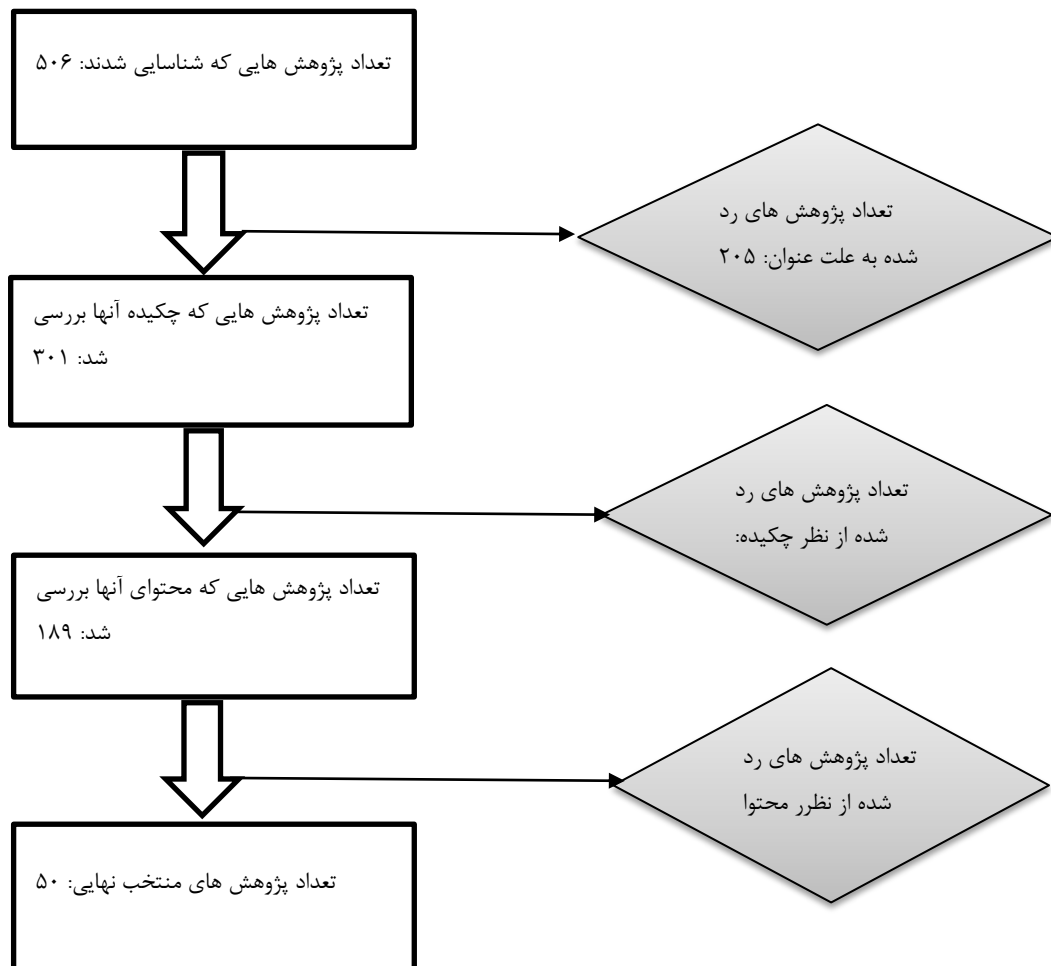 تعداد پژوهش هایی که شناسایی شدند: ۵۰۶
تعداد پژوهش های رد
شده به علت عنوان: ۲۰۵
تعداد پژوهش هایی که چکیده آنها بررسی
شد: ۳۰۱
تعداد پژوهش های رد
شده از نظر چکیده:
تعداد پژوهش هایی که محتوای آنها بررسی
شد: ۱۸۹
تعداد پژوهش های رد
شده از نظرر محتوا
تعداد پژوهش های منتخب نهایی: ۵۰